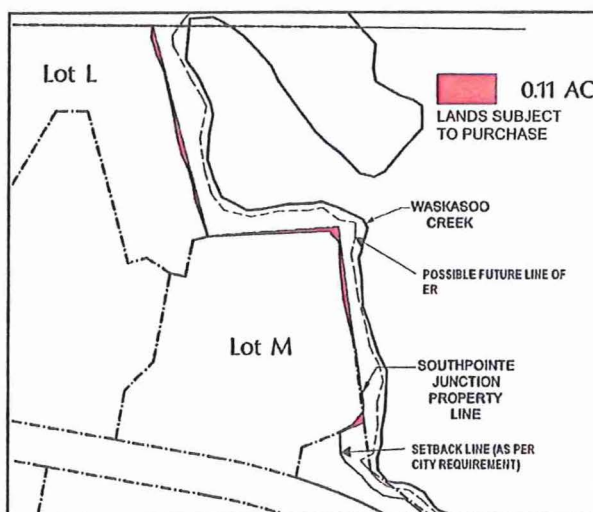 Lot L
0.11 AC
LANDS SUBJECT
TO PURCHASE
WASKASOO
CREEK
POSSIBLE FUTURE LINE OF
ER
Lot M
SOUTHPOINTE
JUNCTION
PROPERTY
LINE
SETBACK LINE (AS PER
CITY REQUIREMENT)